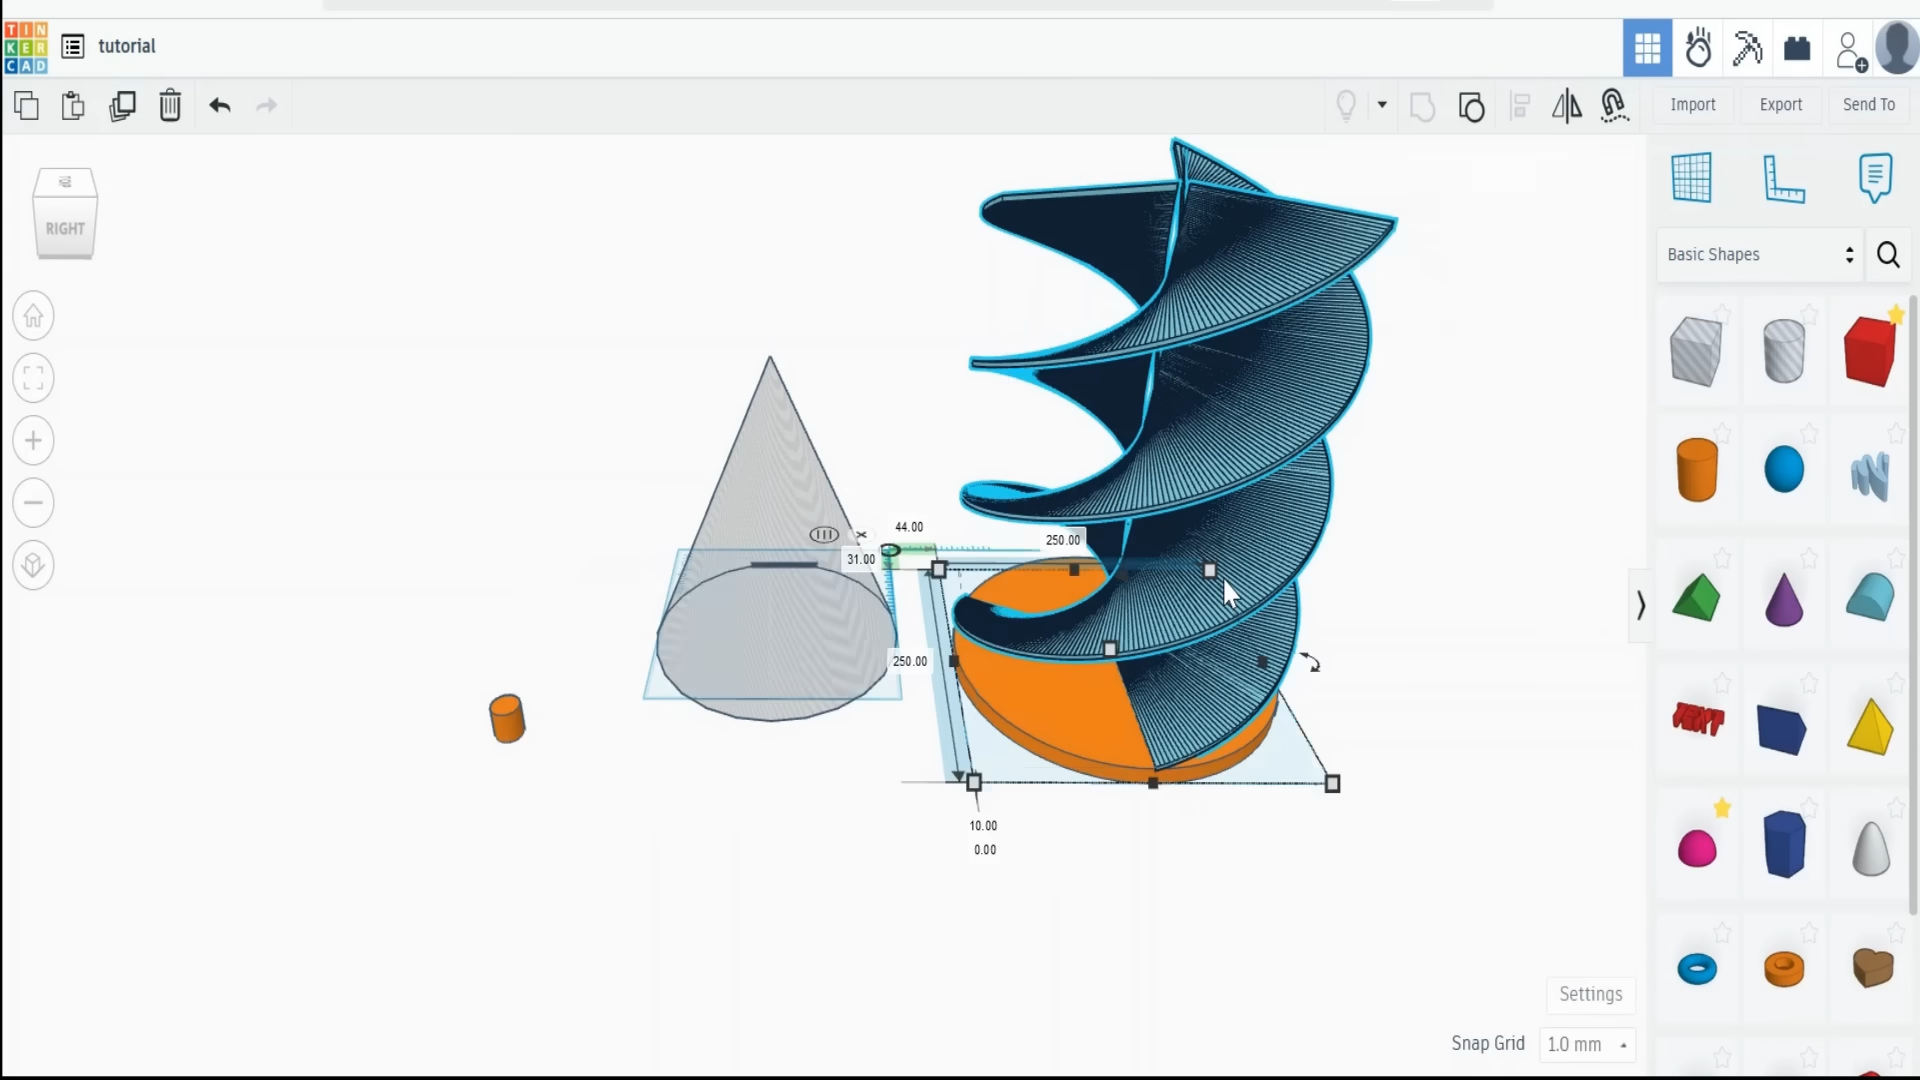 TIN
KER
CAD
tutorial
Import
Export
Send To
RIGHT
Basic Shapes
44.00
31.00
250.00
250.00
10.00
0.00
TEXT
Settings
Snap Grid
1.0 mm